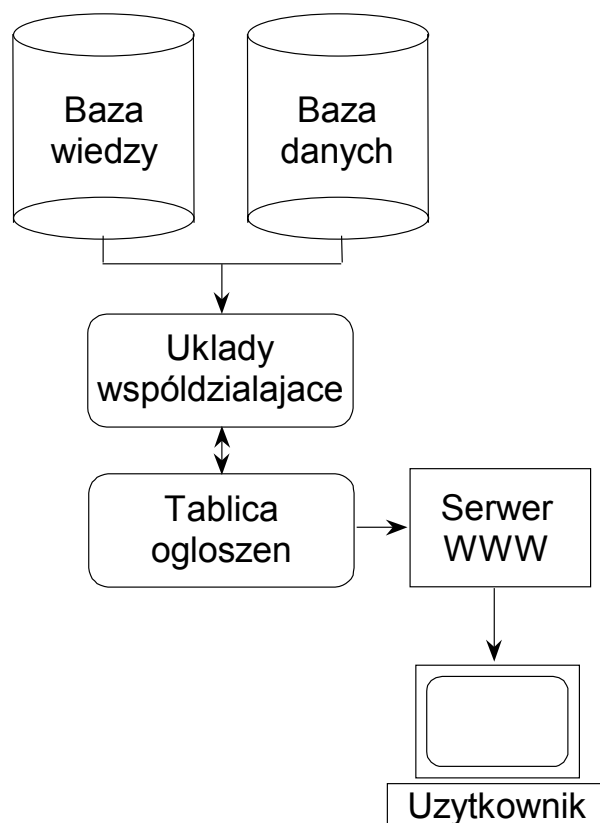 Baza
wiedzy
Baza
danych
Uklady
wspóldzialajace
Tablica
ogloszen
Serwer
WWW
Uzytkownik